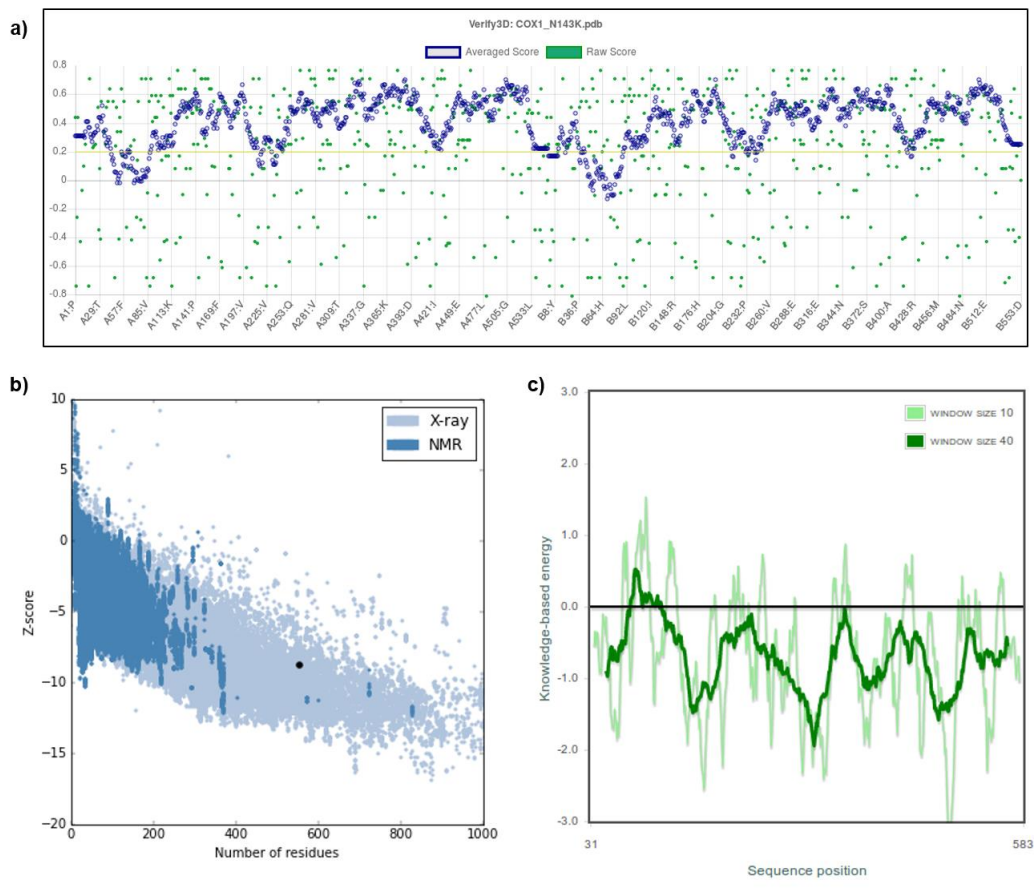 a)
Verify3D: COX1_N143K.pdb
Averaged Score
Raw Score
0.8
0.6
0.4
0.2
0
-0.2
-0.4
-0.6
-0.8
A1:P
A29:T
A57:F
A85:V
A113:K
A141:P
A169:F
A197:V
A225:V
A253:Q
A281:V
A309:T
A337:G
A365:K
A393:D
A421:I
A449:E
A477:L
A505:G
A533:L
B8:Y
B36:P
B64:H
B92:L
B120:I
B148:R
B176:H
B204:G
B232:P
B260:V
B288:E
B316:E
B344:N
B372:S
B400:A
B428:R
B456:M
B484:N
B512:E
B553:D
b)
10
5
0
−5
−10
−15
−20
Z-score
X-ray
NMR
0
200
400
600
800
1000
Number of residues
c)
3.0
2.0
1.0
0.0
-1.0
-2.0
-3.0
Knowledge-based energy
WINDOW SIZE 10
WINDOW SIZE 40
31
583
Sequence position